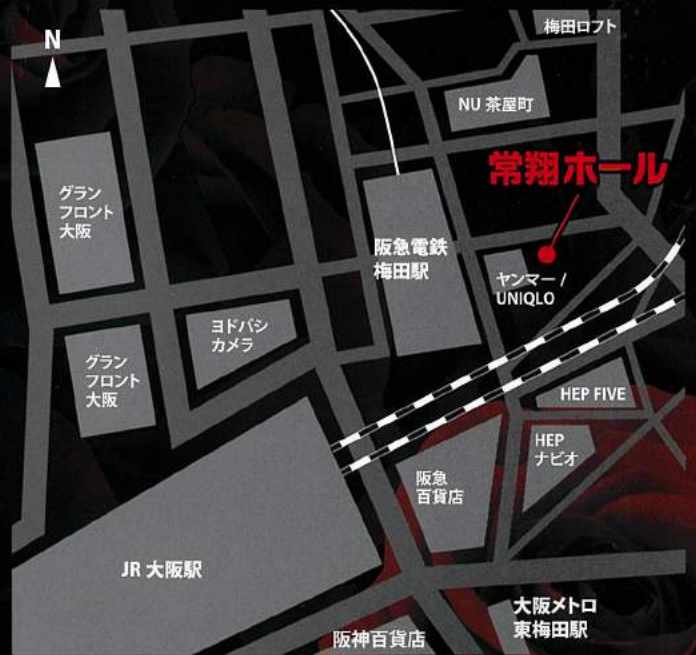 N
梅田ロフト
NU 茶屋町
常翔ホール
グラン
フロント
大阪
阪急電鉄
梅田駅
ヤンマー /
UNIQLO
ヨドバシ
カメラ
グラン
フロント
大阪
HEP FIVE
HEP
ナビオ
阪急
百貨店
JR 大阪駅
大阪メトロ
東梅田駅
阪神百貨店